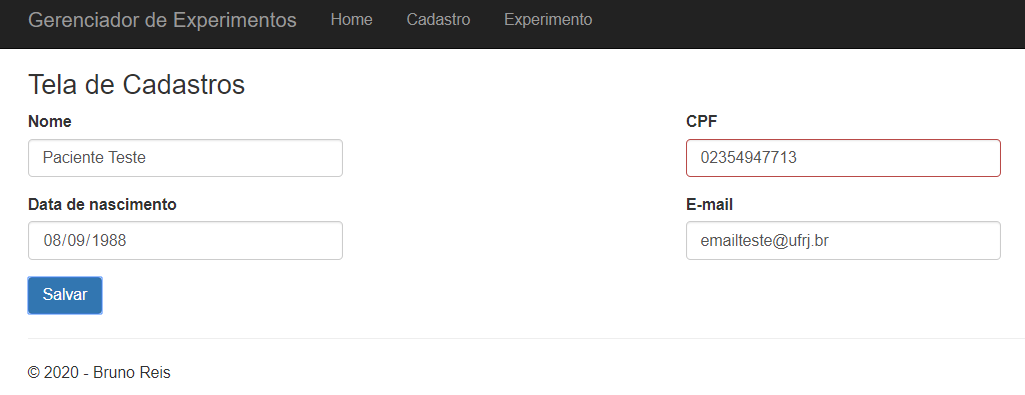 Gerenciador de Experimentos Home Cadastro Experimento
Tela de Cadastros
Nome CPF
Paciente Teste 02354947713
Data de nascimento E-mail
08/09/1988 emailteste@ufrj.br
Salvar
© 2020 - Bruno Reis